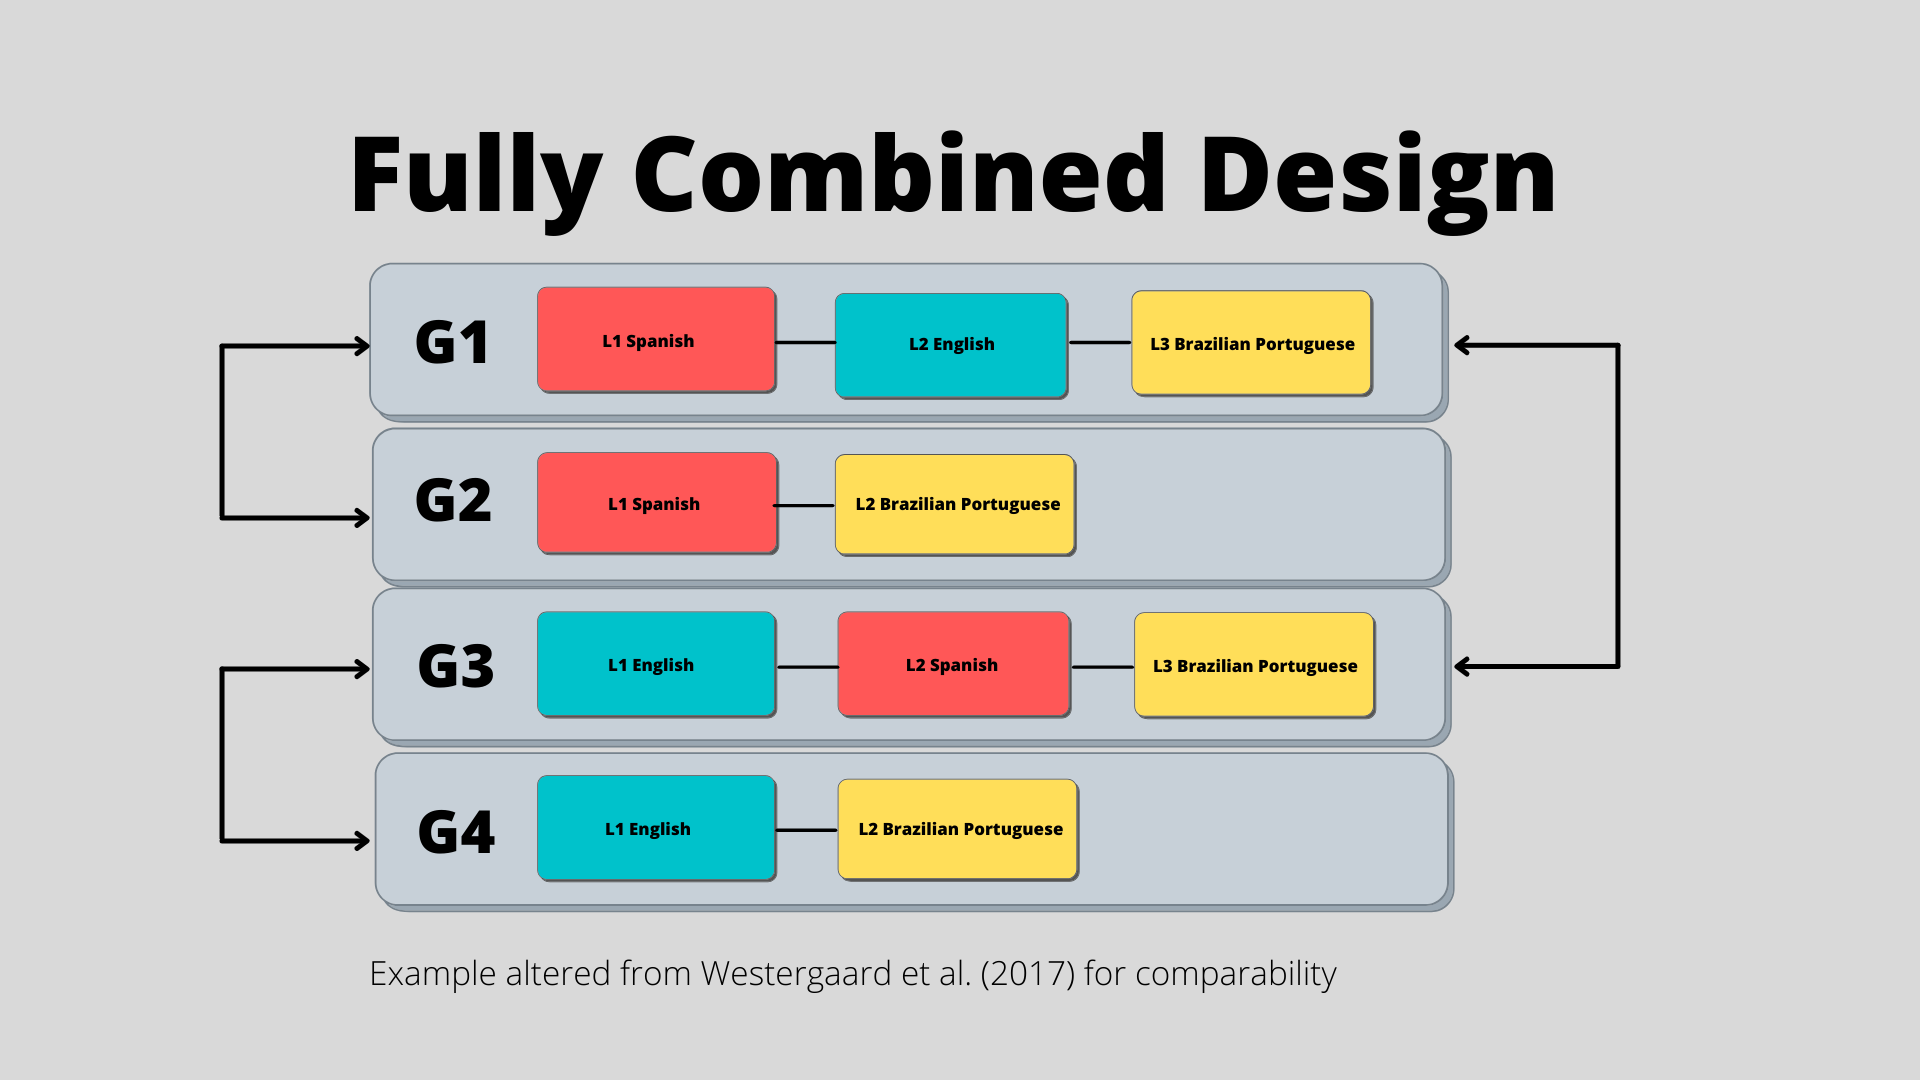 Fully Combined Design
G1
L1 Spanish
L2 English
L3 Brazilian Portuguese
G2
L1 Spanish
L2 Brazilian Portuguese
G3
L1 English
L2 Spanish
L3 Brazilian Portuguese
G4
L1 English
L2 Brazilian Portuguese
Example altered from Westergaard et al. (2017) for comparability